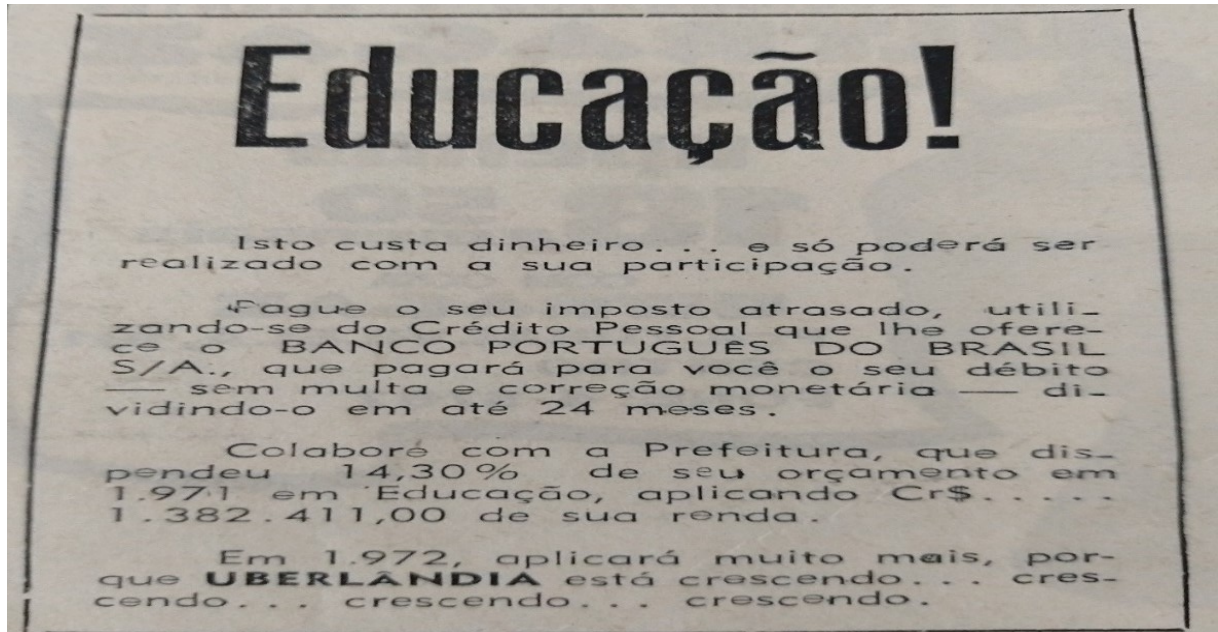 Educação!
Isto custa dinheiro... e só poderá ser
realizado com a sua participação.
Pague o seu imposto atrasado, utili-
zando-se do Crédito Pessoal que lhe ofere-
ce o BANCO PORTUGUÊS DO BRASIL
S/A., que pagará para você o seu débito
— sem multa e correção monetária — di-
vidindo-o em até 24 meses.
Colabore com a Prefeitura, que dis-
pendeu 14,30% de seu orçamento em
1.971 em Educação, aplicando Cr$.....
1.382.411,00 de sua renda.
Em 1.972, aplicará muito mais, por-
que UBERLÂNDIA está crescendo... cres-
cendo... crescendo... crescendo.